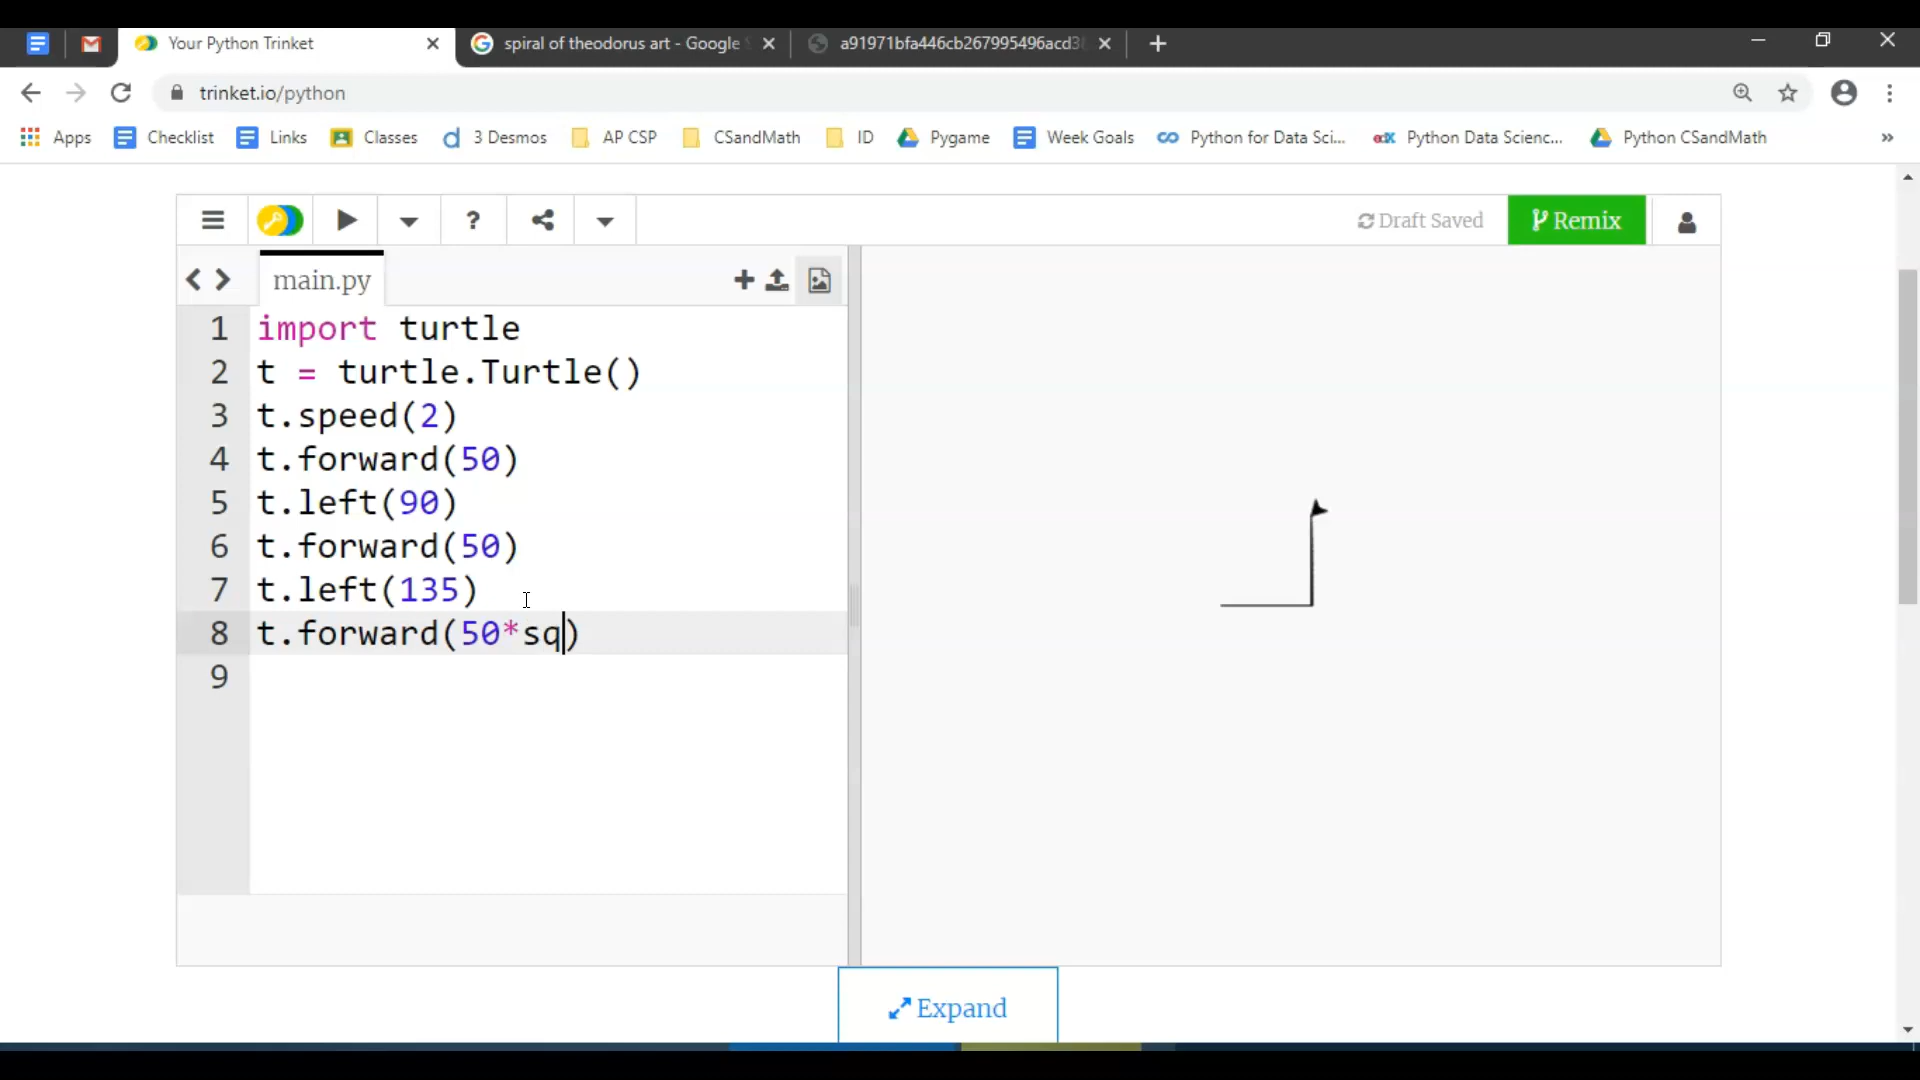 Your Python Trinket
spiral of theodorus art - Google
a91971bfa446cb267995496acd3
trinket.io/python
Apps Checklist Links Classes 3 Desmos AP CSP CSandMath ID Pygame Week Goals Python for Data Sci... edX Python Data Scienc... Python CSandMath »
? Draft Saved Remix
main.py
1 import turtle
2 t = turtle.Turtle()
3 t.speed(2)
4 t.forward(50)
5 t.left(90)
6 t.forward(50)
7 t.left(135)
8 t.forward(50*sq)
9
Expand